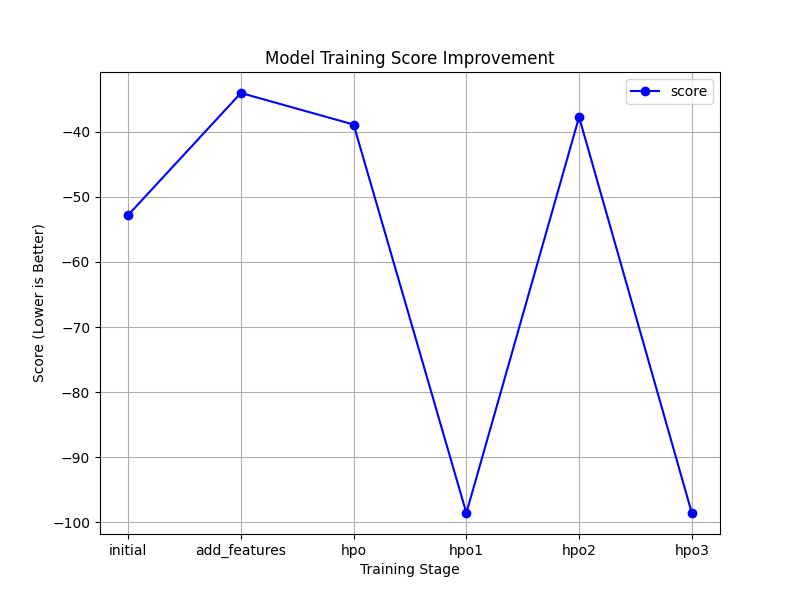 Model Training Score Improvement
score
−40
−50
−60
−70
−80
−90
−100
Score (Lower is Better)
initial
add_features
hpo
hpo1
hpo2
hpo3
Training Stage